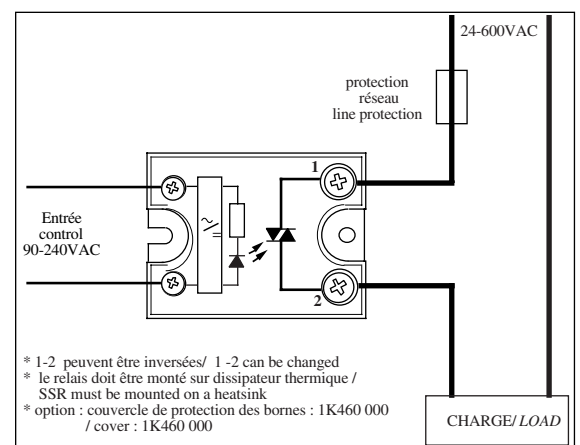 24-600VAC
protection
réseau
line protection
1
Entrée
control
90-240VAC
~/=
2
* 1-2 peuvent être inversées/ 1 -2 can be changed
* le relais doit être monté sur dissipateur thermique /
SSR must be mounted on a heatsink
* option : couvercle de protection des bornes : 1K460 000
/ cover : 1K460 000
CHARGE/ LOAD